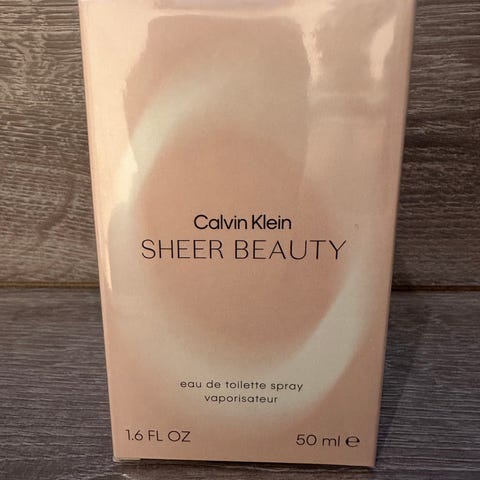 Calvin Klein
SHEER BEAUTY
eau de toilette spray
vaporisateur
1.6 FL OZ 50 ml ℮